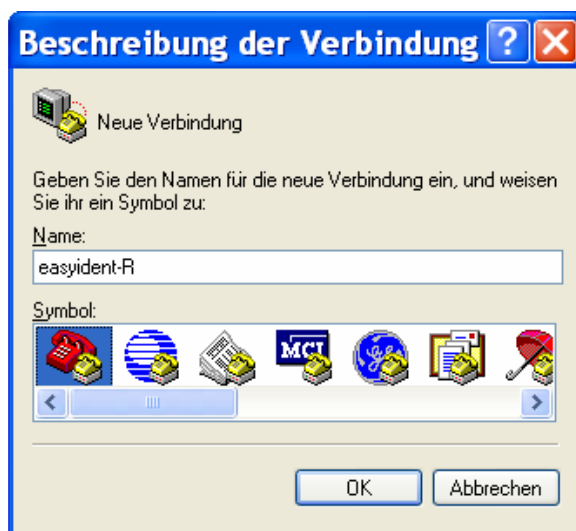 Beschreibung der Verbindung
Neue Verbindung
Geben Sie den Namen für die neue Verbindung ein, und weisen
Sie ihr ein Symbol zu:
Name:
easyident-R
Symbol:
MCI
OK Abbrechen